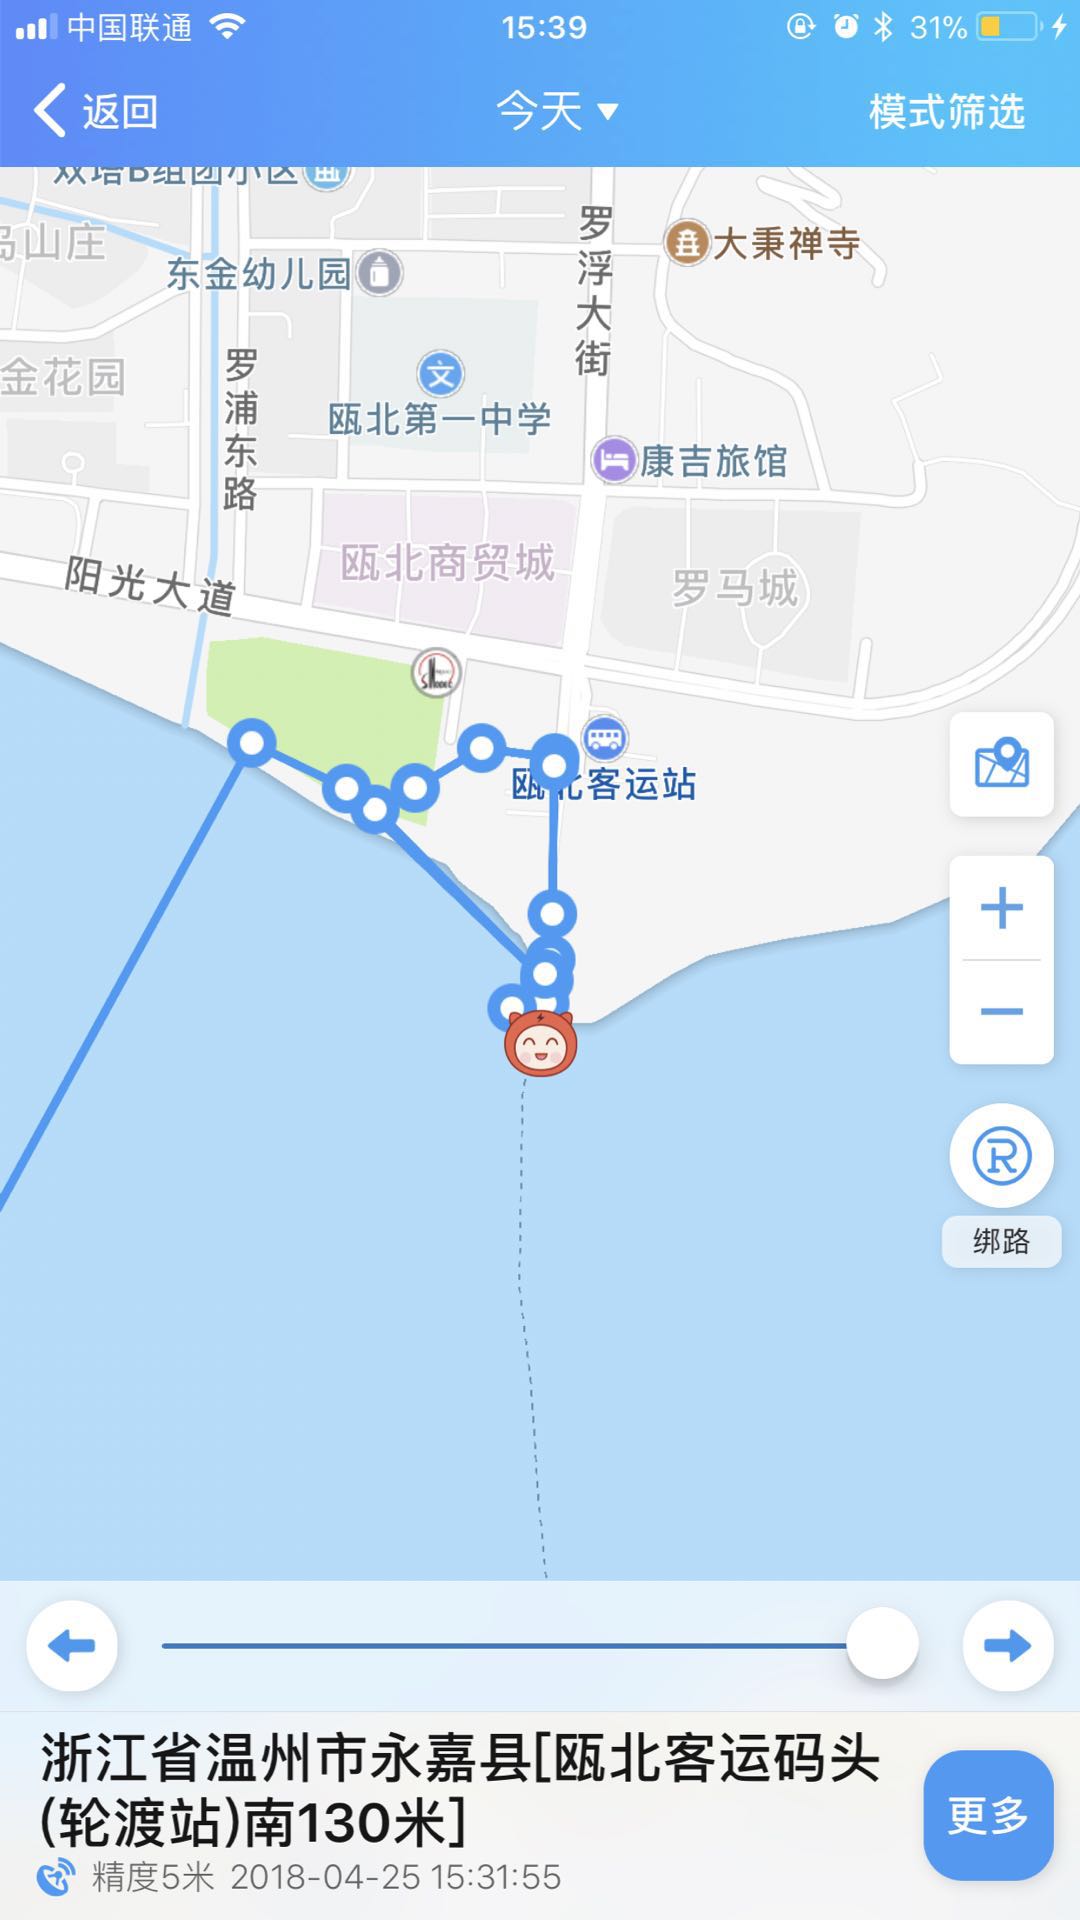 中国联通
15:39
31%
返回
今天
模式筛选
双塔B组团小区
罗浮大街
大秉禅寺
岛山庄
东金幼儿园
金花园
罗浦东路
文
瓯北第一中学
康吉旅馆
瓯北商贸城
阳光大道
罗马城
瓯北客运站
R
绑路
浙江省温州市永嘉县[瓯北客运码头
(轮渡站)南130米]
更多
精度5米 2018-04-25 15:31:55